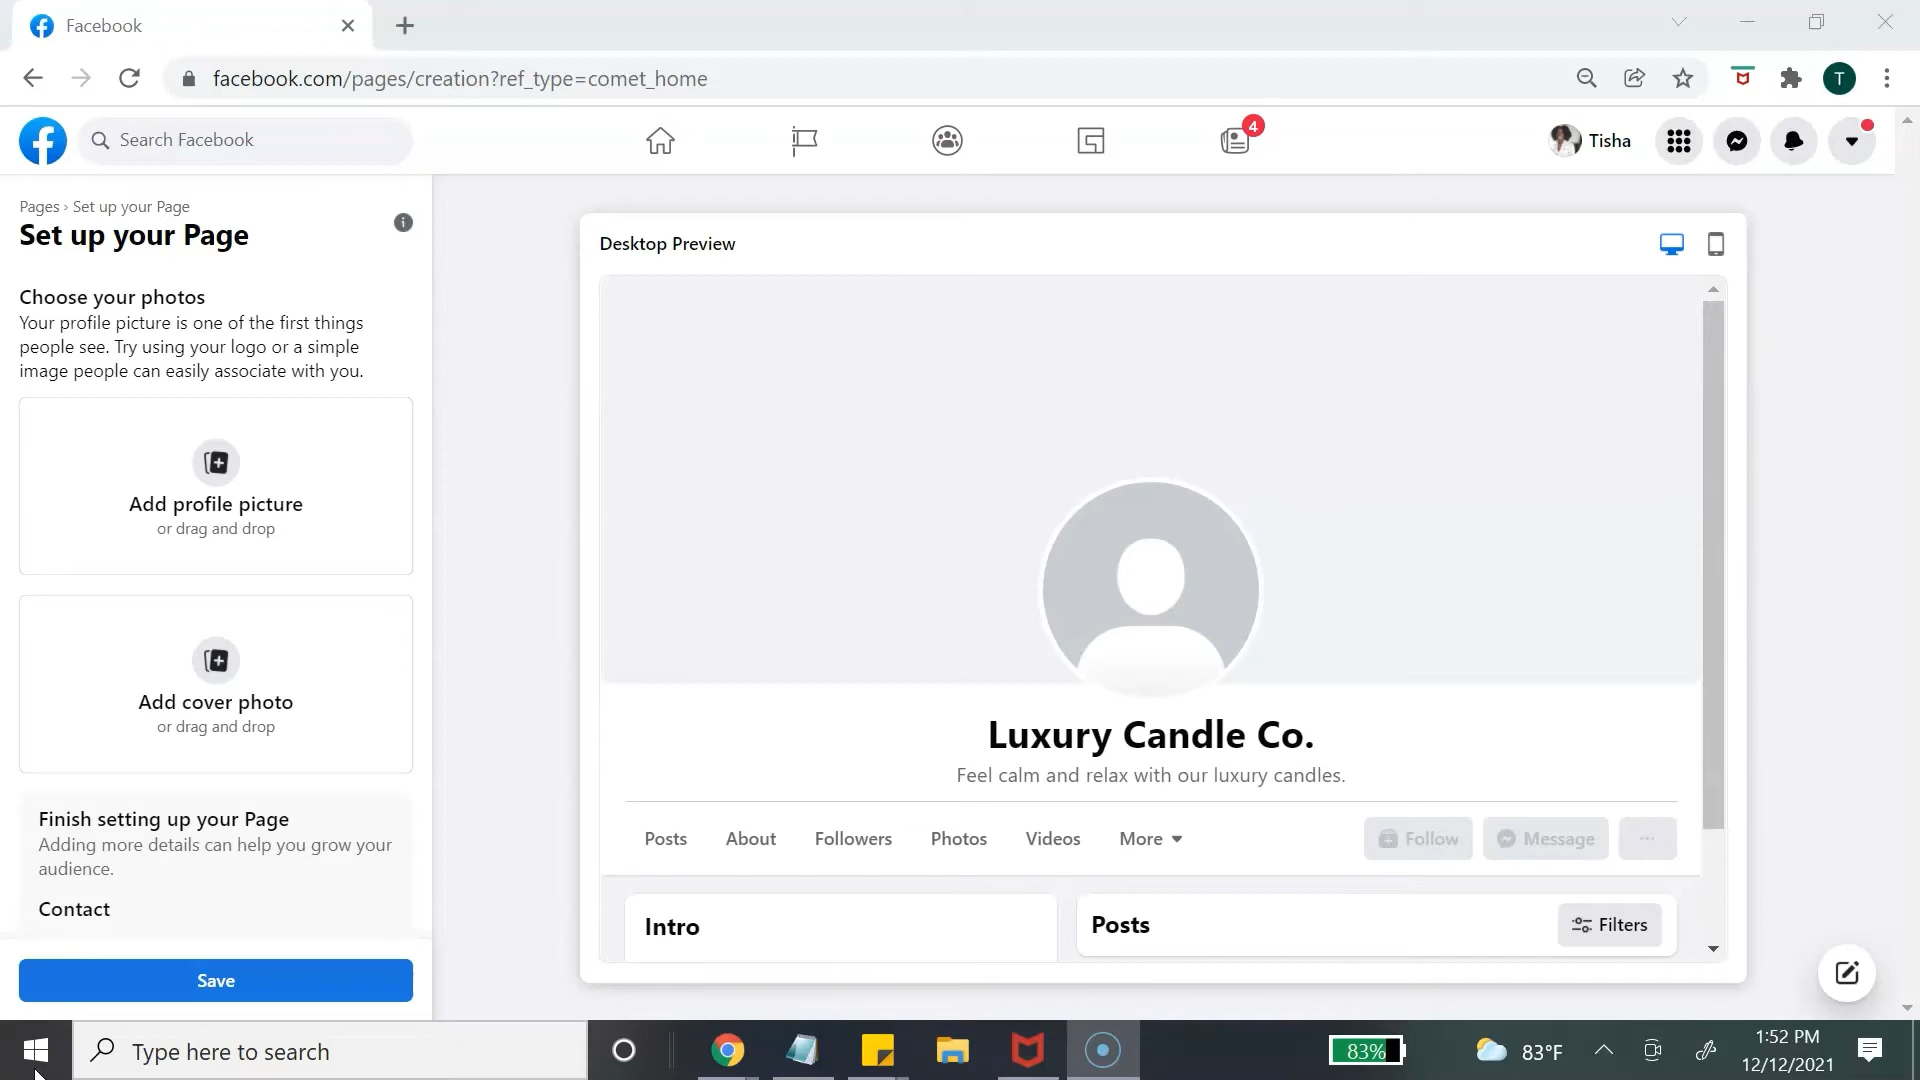 Facebook
facebook.com/pages/creation?ref_type=comet_home
T
Search Facebook
4
Tisha
Pages › Set up your Page
Set up your Page
Choose your photos
Your profile picture is one of the first things
people see. Try using your logo or a simple
image people can easily associate with you.
Add profile picture
or drag and drop
Add cover photo
or drag and drop
Finish setting up your Page
Adding more details can help you grow your
audience.
Contact
Save
Desktop Preview
Luxury Candle Co.
Feel calm and relax with our luxury candles.
Posts About Followers Photos Videos More Follow Message
Intro
Posts
Filters
Type here to search
83%
83°F
1:52 PM
12/12/2021